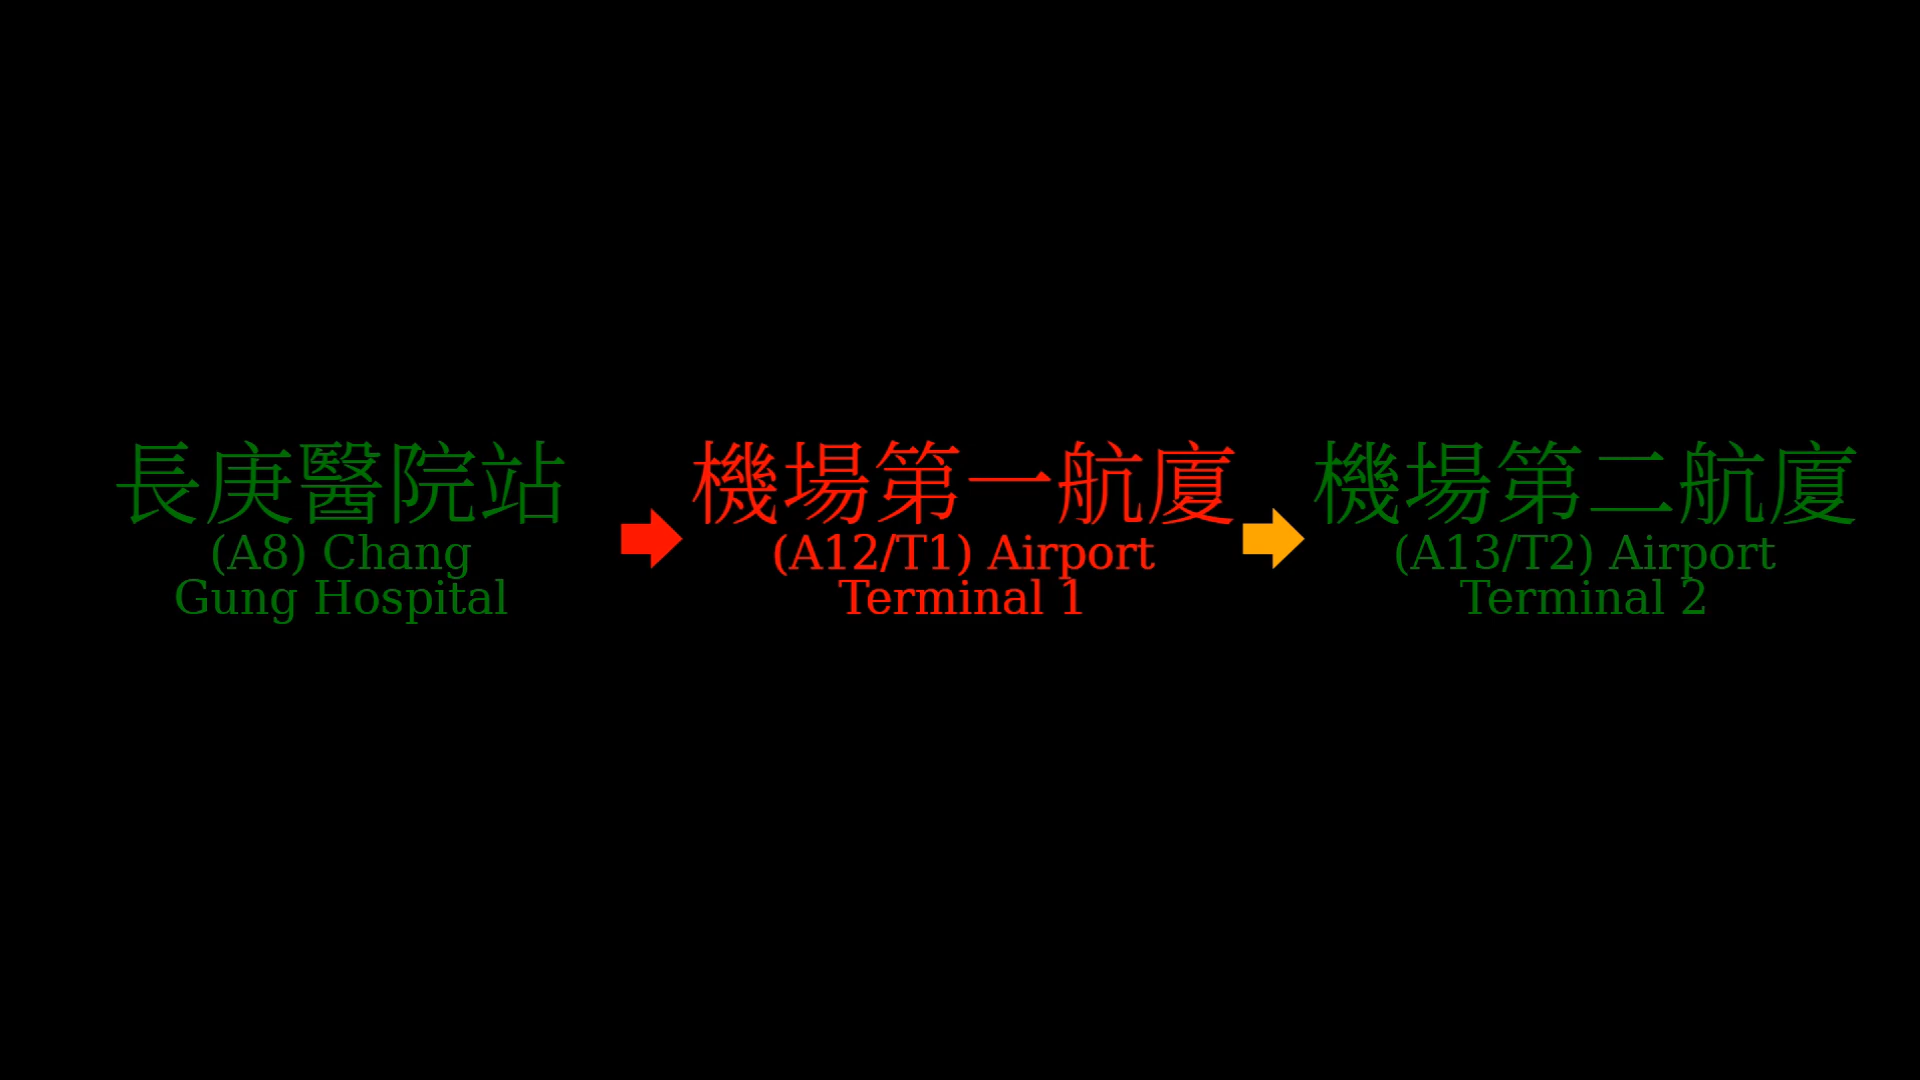 長庚醫院站
(A8) Chang
Gung Hospital
機場第一航廈
(A12/T1) Airport
Terminal 1
機場第二航廈
(A13/T2) Airport
Terminal 2